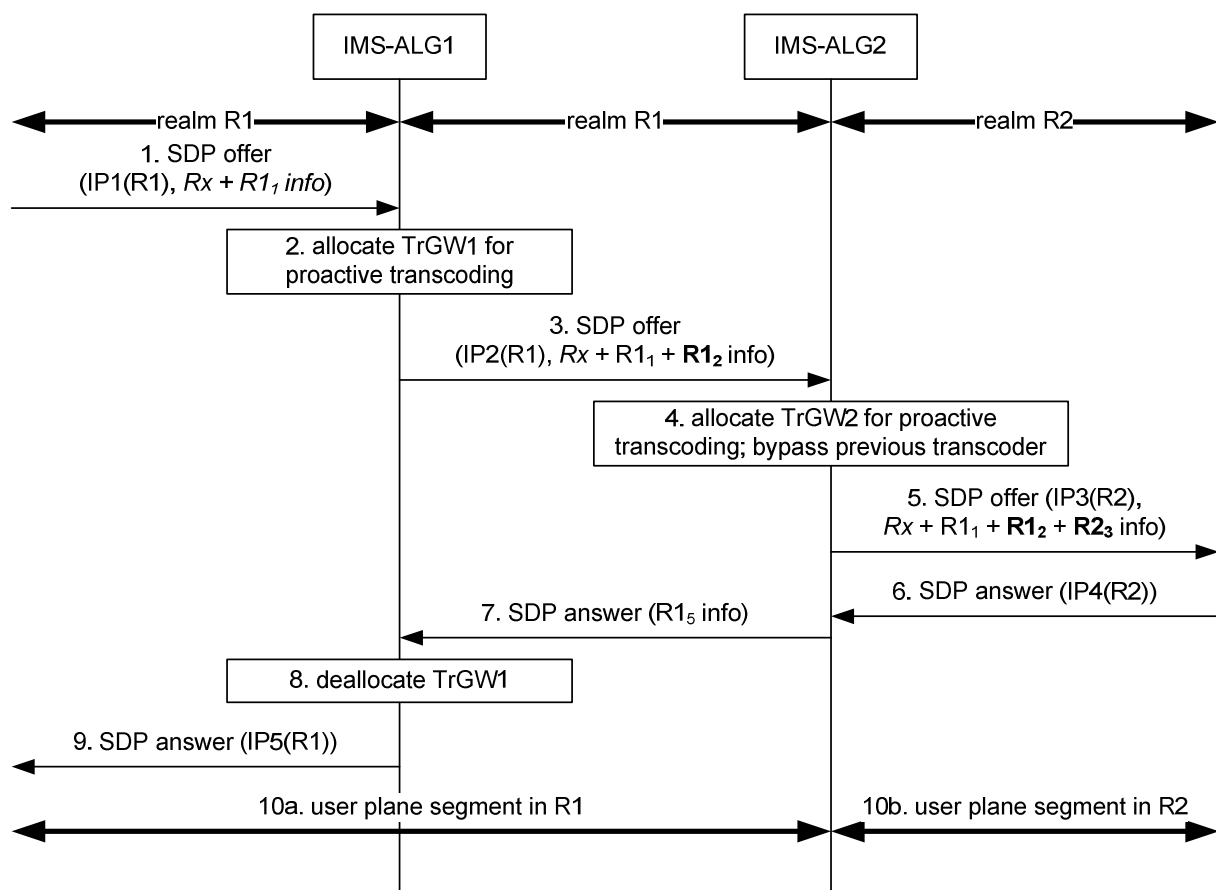 IMS-ALG1
IMS-ALG2
realm R1
realm R1
realm R2
1. SDP offer
(IP1(R1), Rx + R1₁ info)
2. allocate TrGW1 for
proactive transcoding
3. SDP offer
(IP2(R1), Rx + R1₁ + R1₂ info)
4. allocate TrGW2 for proactive
transcoding; bypass previous transcoder
5. SDP offer (IP3(R2),
Rx + R1₁ + R1₂ + R2₃ info)
6. SDP answer (IP4(R2))
7. SDP answer (R1₅ info)
8. deallocate TrGW1
9. SDP answer (IP5(R1))
10a. user plane segment in R1
10b. user plane segment in R2